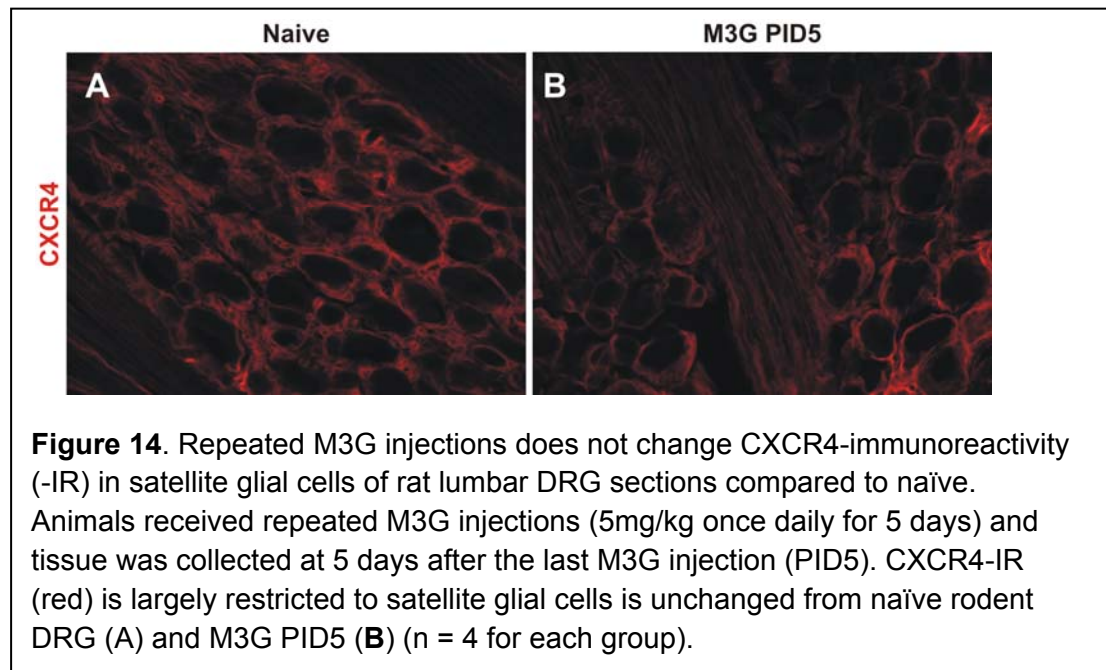 Naive
M3G PID5
A
B
CXCR4
Figure 14. Repeated M3G injections does not change CXCR4-immunoreactivity
(-IR) in satellite glial cells of rat lumbar DRG sections compared to naïve.
Animals received repeated M3G injections (5mg/kg once daily for 5 days) and
tissue was collected at 5 days after the last M3G injection (PID5). CXCR4-IR
(red) is largely restricted to satellite glial cells is unchanged from naïve rodent
DRG (A) and M3G PID5 (B) (n = 4 for each group).